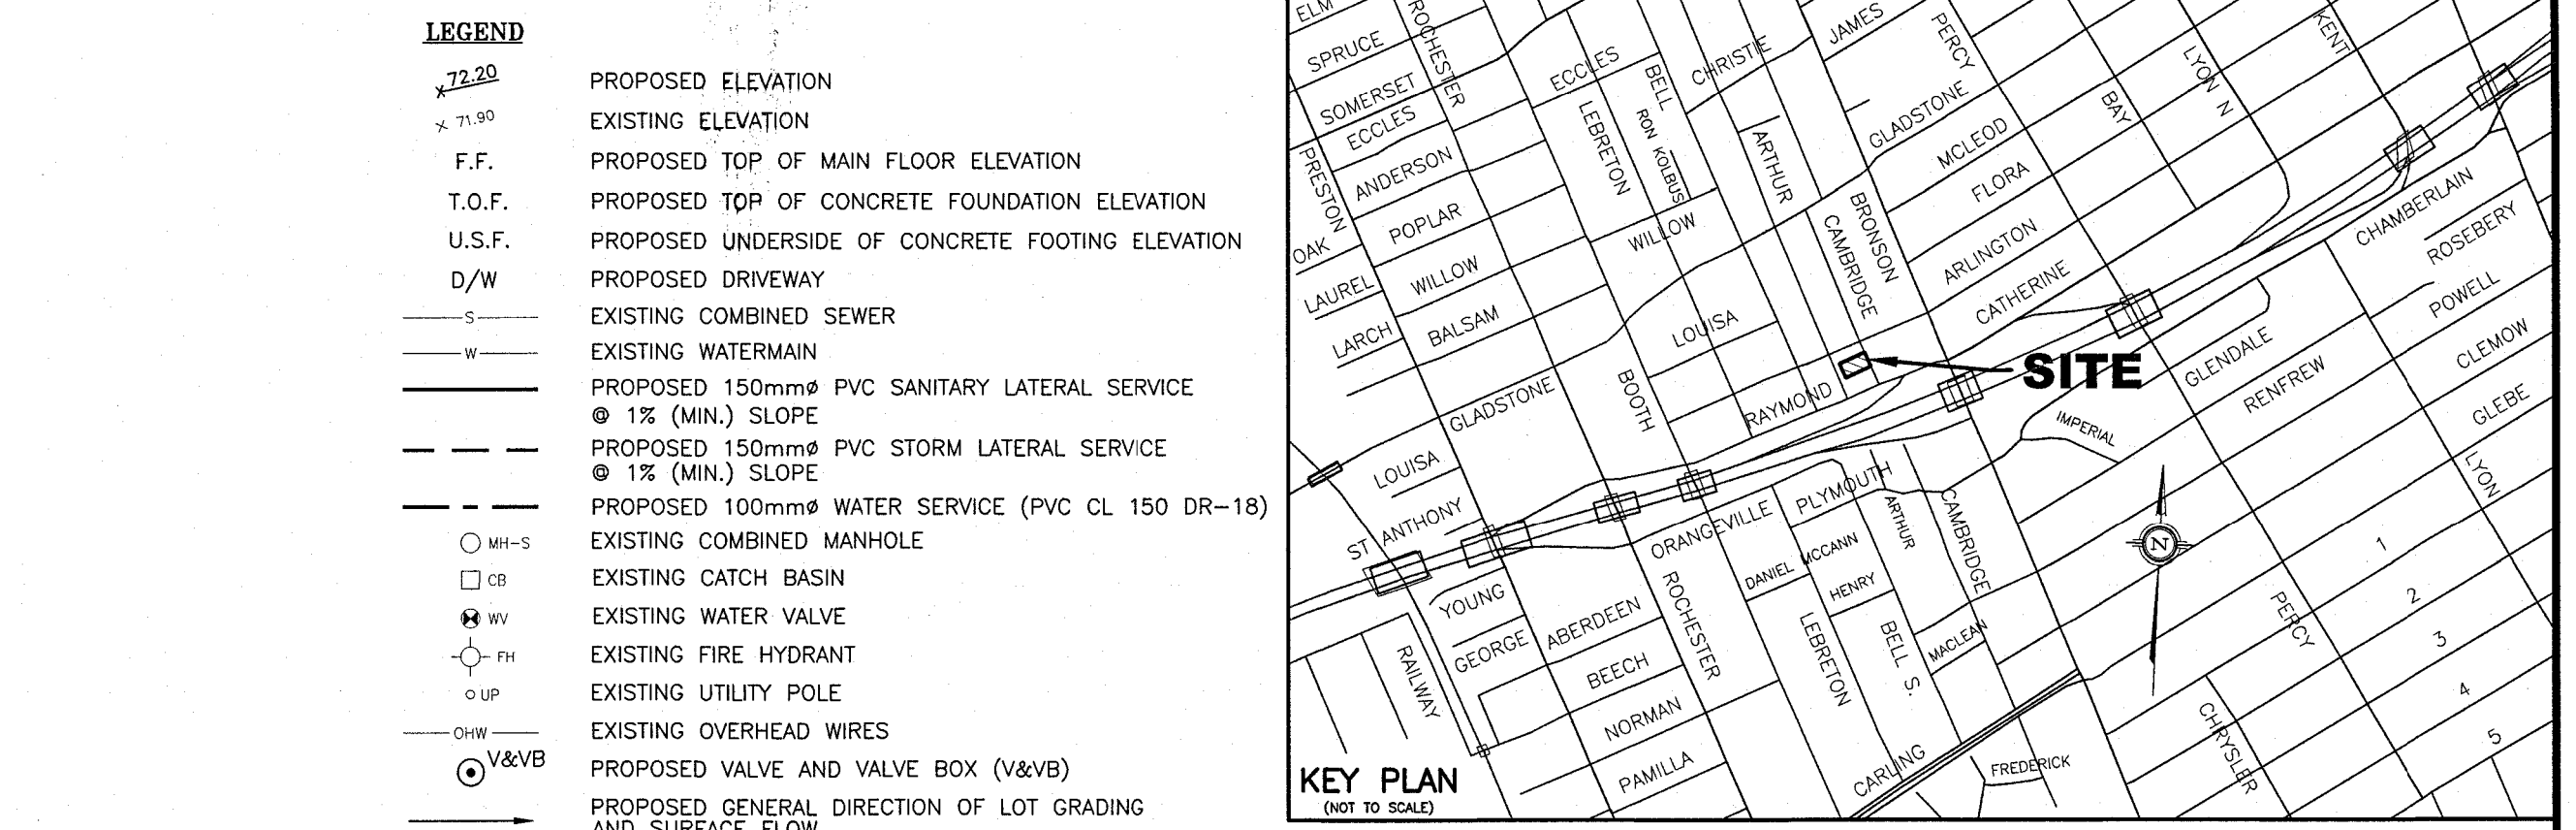 LEGEND
72.20 PROPOSED ELEVATION
x 71.90 EXISTING ELEVATION
F.F. PROPOSED TOP OF MAIN FLOOR ELEVATION
T.O.F. PROPOSED TOP OF CONCRETE FOUNDATION ELEVATION
U.S.F. PROPOSED UNDERSIDE OF CONCRETE FOOTING ELEVATION
D/W PROPOSED DRIVEWAY
S EXISTING COMBINED SEWER
W EXISTING WATERMAIN
PROPOSED 150mmø PVC SANITARY LATERAL SERVICE
@ 1% (MIN.) SLOPE
PROPOSED 150mmø PVC STORM LATERAL SERVICE
@ 1% (MIN.) SLOPE
PROPOSED 100mmø WATER SERVICE (PVC CL 150 DR-18)
MH-S EXISTING COMBINED MANHOLE
CB EXISTING CATCH BASIN
WV EXISTING WATER VALVE
FH EXISTING FIRE HYDRANT
UP EXISTING UTILITY POLE
OHW EXISTING OVERHEAD WIRES
V&VB PROPOSED VALVE AND VALVE BOX (V&VB)
PROPOSED GENERAL DIRECTION OF LOT GRADING
AND SURFACE FLOW
ELM
SPRUCE
SOMERSET
ECCLES
ANDERSON
POPLAR
WILLOW
BALSAM
ROCHESTER
PRESTON
OAK
LAUREL
LARCH
ECCLES
LEBRETON
BELL
RON KOLBUS
CHRISTIE
ARTHUR
WILLOW
LOUISA
JAMES
PERCY
GLADSTONE
MCLEOD
FLORA
ARLINGTON
CATHERINE
BRONSON
CAMBRIDGE
BAY
LYON N
KENT
CHAMBERLAIN
ROSEBERY
POWELL
CLEMOW
GLEBE
LYON
GLENDALE
RENFREW
IMPERIAL
SITE
RAYMOND
BOOTH
GLADSTONE
LOUISA
ST ANTHONY
YOUNG
GEORGE
RAILWAY
ABERDEEN
BEECH
NORMAN
PAMILLA
ROCHESTER
ORANGEVILLE
PLYMOUTH
DANIEL MCCANN
HENRY
ARTHUR
CAMBRIDGE
LEBRETON
BELL S.
MACLEAN
CARLING
FREDERICK
N
PERCY
CHRYSLER
1
2
3
4
5
KEY PLAN
(NOT TO SCALE)